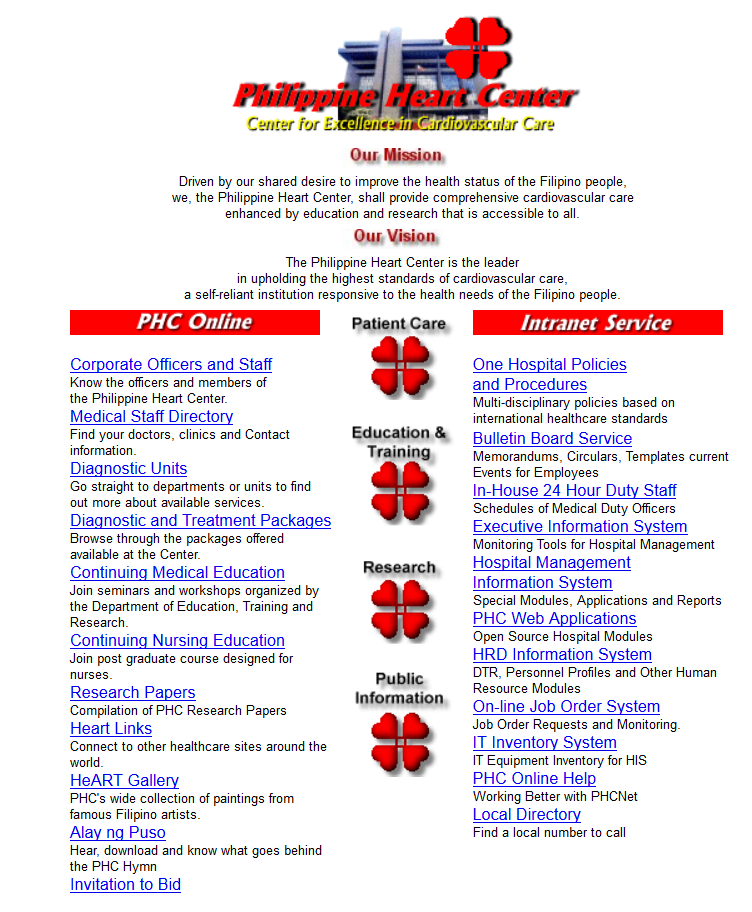 Philippine Heart Center
Center for Excellence in Cardiovascular Care
Our Mission
Driven by our shared desire to improve the health status of the Filipino people,
we, the Philippine Heart Center, shall provide comprehensive cardiovascular care
enhanced by education and research that is accessible to all.
Our Vision
The Philippine Heart Center is the leader
in upholding the highest standards of cardiovascular care,
a self-reliant institution responsive to the health needs of the Filipino people.
PHC Online
Corporate Officers and Staff
Know the officers and members of
the Philippine Heart Center.
Medical Staff Directory
Find your doctors, clinics and Contact
information.
Diagnostic Units
Go straight to departments or units to find
out more about available services.
Diagnostic and Treatment Packages
Browse through the packages offered
available at the Center.
Continuing Medical Education
Join seminars and workshops organized by
the Department of Education, Training and
Research.
Continuing Nursing Education
Join post graduate course designed for
nurses.
Research Papers
Compilation of PHC Research Papers
Heart Links
Connect to other healthcare sites around the
world.
HeART Gallery
PHC's wide collection of paintings from
famous Filipino artists.
Alay ng Puso
Hear, download and know what goes behind
the PHC Hymn
Invitation to Bid
Patient Care
Education &
Training
Research
Public
Information
Intranet Service
One Hospital Policies
and Procedures
Multi-disciplinary policies based on
international healthcare standards
Bulletin Board Service
Memorandums, Circulars, Templates current
Events for Employees
In-House 24 Hour Duty Staff
Schedules of Medical Duty Officers
Executive Information System
Monitoring Tools for Hospital Management
Hospital Management
Information System
Special Modules, Applications and Reports
PHC Web Applications
Open Source Hospital Modules
HRD Information System
DTR, Personnel Profiles and Other Human
Resource Modules
On-line Job Order System
Job Order Requests and Monitoring.
IT Inventory System
IT Equipment Inventory for HIS
PHC Online Help
Working Better with PHCNet
Local Directory
Find a local number to call